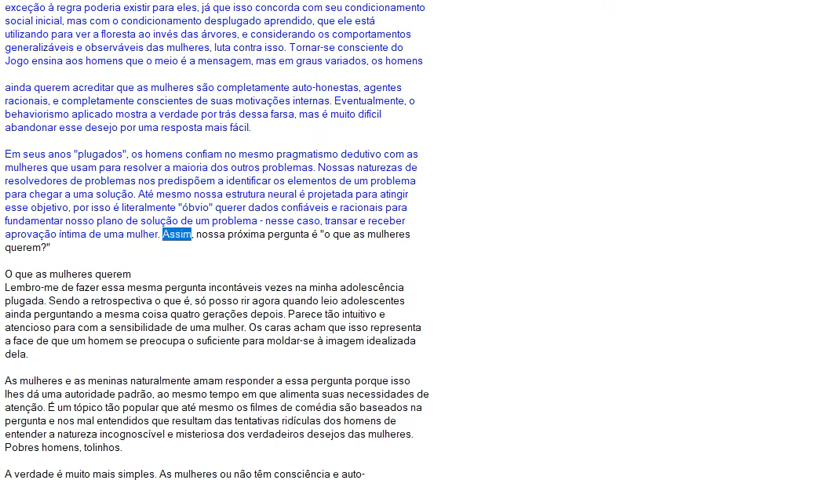 exceção à regra poderia existir para eles, já que isso concorda com seu condicionamento
social inicial, mas com o condicionamento desplugado aprendido, que ele está
utilizando para ver a floresta ao invés das árvores, e considerando os comportamentos
generalizáveis e observáveis das mulheres, luta contra isso. Tornar-se consciente do
Jogo ensina aos homens que o meio é a mensagem, mas em graus variados, os homens
ainda querem acreditar que as mulheres são completamente auto-honestas, agentes
racionais, e completamente conscientes de suas motivações internas. Eventualmente, o
behaviorismo aplicado mostra a verdade por trás dessa farsa, mas é muito difícil
abandonar esse desejo por uma resposta mais fácil.
Em seus anos "plugados", os homens confiam no mesmo pragmatismo dedutivo com as
mulheres que usam para resolver a maioria dos outros problemas. Nossas naturezas de
resolvedores de problemas nos predispõem a identificar os elementos de um problema
para chegar a uma solução. Até mesmo nossa estrutura neural é projetada para atingir
esse objetivo, por isso é literalmente "óbvio" querer dados confiáveis e racionais para
fundamentar nosso plano de solução de um problema - nesse caso, transar e receber
aprovação íntima de uma mulher. Assim, nossa próxima pergunta é "o que as mulheres
querem?"
O que as mulheres querem
Lembro-me de fazer essa mesma pergunta incontáveis vezes na minha adolescência
plugada. Sendo a retrospectiva o que é, só posso rir agora quando leio adolescentes
ainda perguntando a mesma coisa quatro gerações depois. Parece tão intuitivo e
atencioso para com a sensibilidade de uma mulher. Os caras acham que isso representa
a face de que um homem se preocupa o suficiente para moldar-se à imagem idealizada
dela.
As mulheres e as meninas naturalmente amam responder a essa pergunta porque isso
lhes dá uma autoridade padrão, ao mesmo tempo em que alimenta suas necessidades de
atenção. É um tópico tão popular que até mesmo os filmes de comédia são baseados na
pergunta e nos mal entendidos que resultam das tentativas ridículas dos homens de
entender a natureza incognoscível e misteriosa dos verdadeiros desejos das mulheres.
Pobres homens, tolinhos.
A verdade é muito mais simples. As mulheres ou não têm consciência e auto-